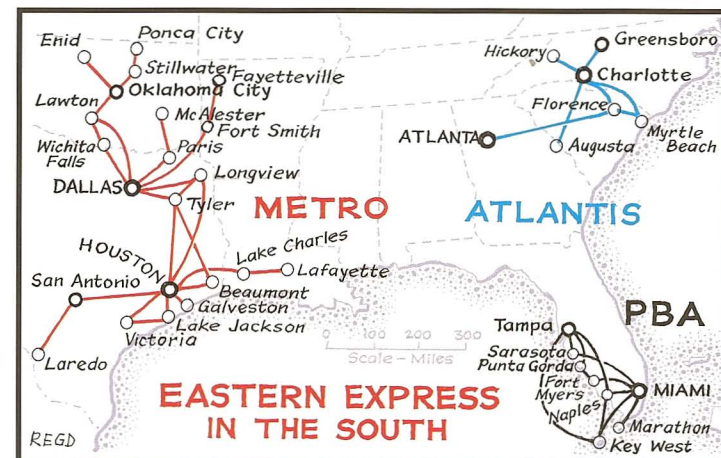 Enid
Ponca City
Stillwater
Oklahoma City
Fayetteville
Lawton
McAlester
Fort Smith
Wichita
Falls
Paris
DALLAS
Longview
Tyler
METRO
HOUSTON
Lake Charles
Lafayette
San Antonio
Beaumont
Galveston
Lake Jackson
Victoria
Laredo
Hickory
Greensboro
Charlotte
Florence
ATLANTA
Augusta
Myrtle
Beach
ATLANTIS
PBA
Tampa
Sarasota
Punta Gorda
Fort
Myers
Naples
MIAMI
Marathon
Key West
0 100 200 300
Scale – Miles
EASTERN EXPRESS
IN THE SOUTH
REGD